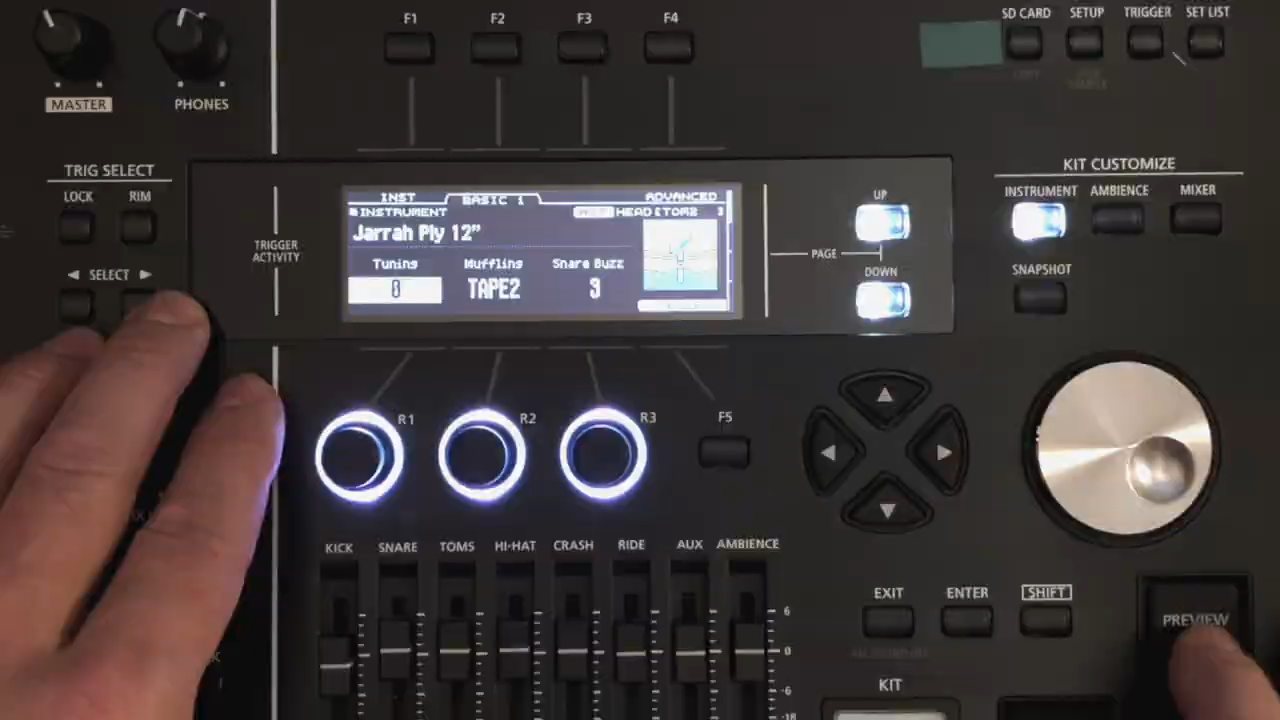 F1 F2 F3 F4
SD CARD SETUP TRIGGER SET LIST
MASTER PHONES
TRIG SELECT
LOCK RIM
◀ SELECT ▶
TRIGGER
ACTIVITY
INST BASIC 1 ADVANCED
INSTRUMENT HEAD
Jarrah Ply 12"
Tuning Muffling Snare Buzz
0 TAPE2 3
UP
PAGE
DOWN
KIT CUSTOMIZE
INSTRUMENT AMBIENCE MIXER
SNAPSHOT
R1 R2 R3 F5
KICK SNARE TOMS HI-HAT CRASH RIDE AUX AMBIENCE
6
0
-6
-18
EXIT ENTER SHIFT
PREVIEW
KIT